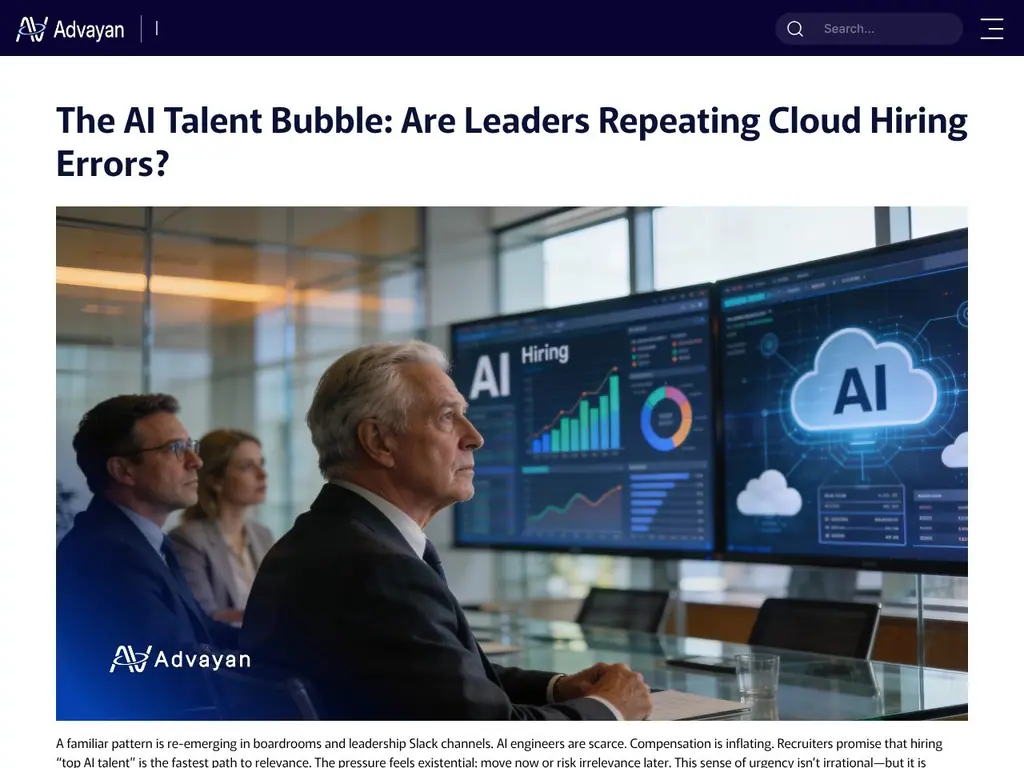 Advayan
Search...
The AI Talent Bubble: Are Leaders Repeating Cloud Hiring
Errors?
AI Hiring
AI
Advayan
A familiar pattern is re-emerging in boardrooms and leadership Slack channels. AI engineers are scarce. Compensation is inflating. Recruiters promise that hiring
“top AI talent” is the fastest path to relevance. The pressure feels existential: move now or risk irrelevance later. This sense of urgency isn’t irrational—but it is